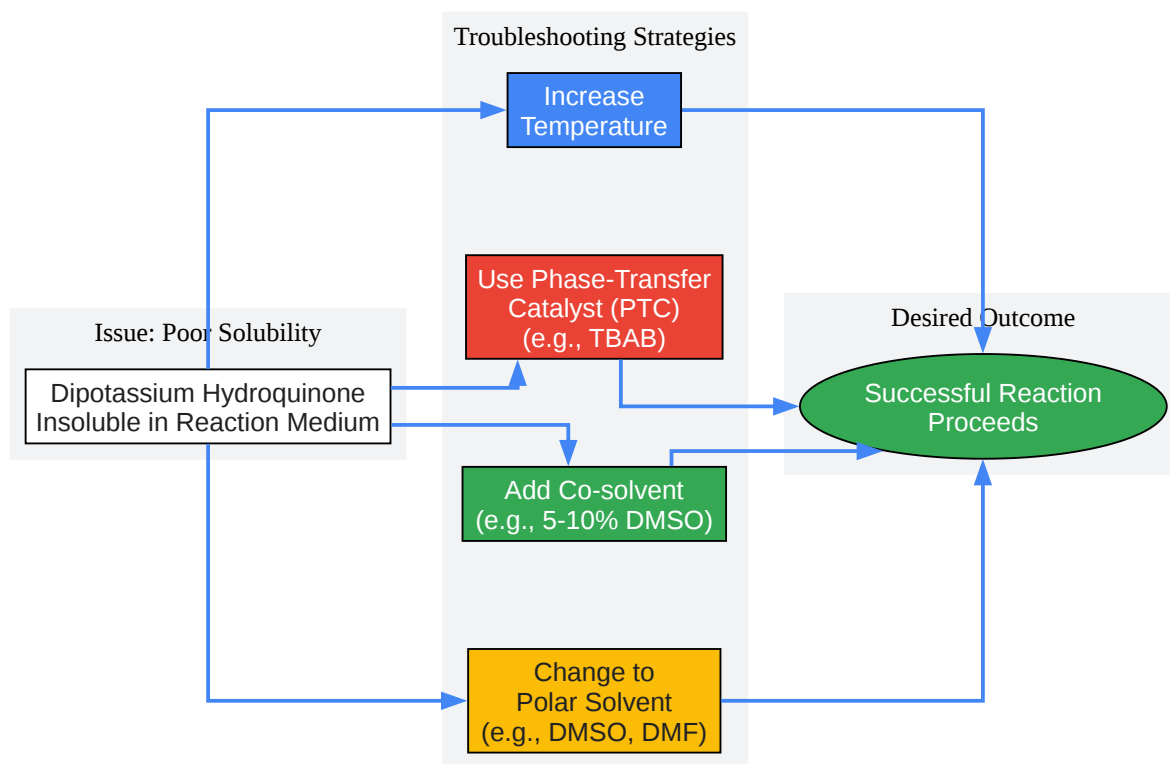 Troubleshooting Strategies
Increase
Temperature
Use Phase-Transfer
Catalyst (PTC)
(e.g., TBAB)
Issue: Poor Solubility
Dipotassium Hydroquinone
Insoluble in Reaction Medium
Desired Outcome
Successful Reaction
Proceeds
Add Co-solvent
(e.g., 5-10% DMSO)
Change to
Polar Solvent
(e.g., DMSO, DMF)